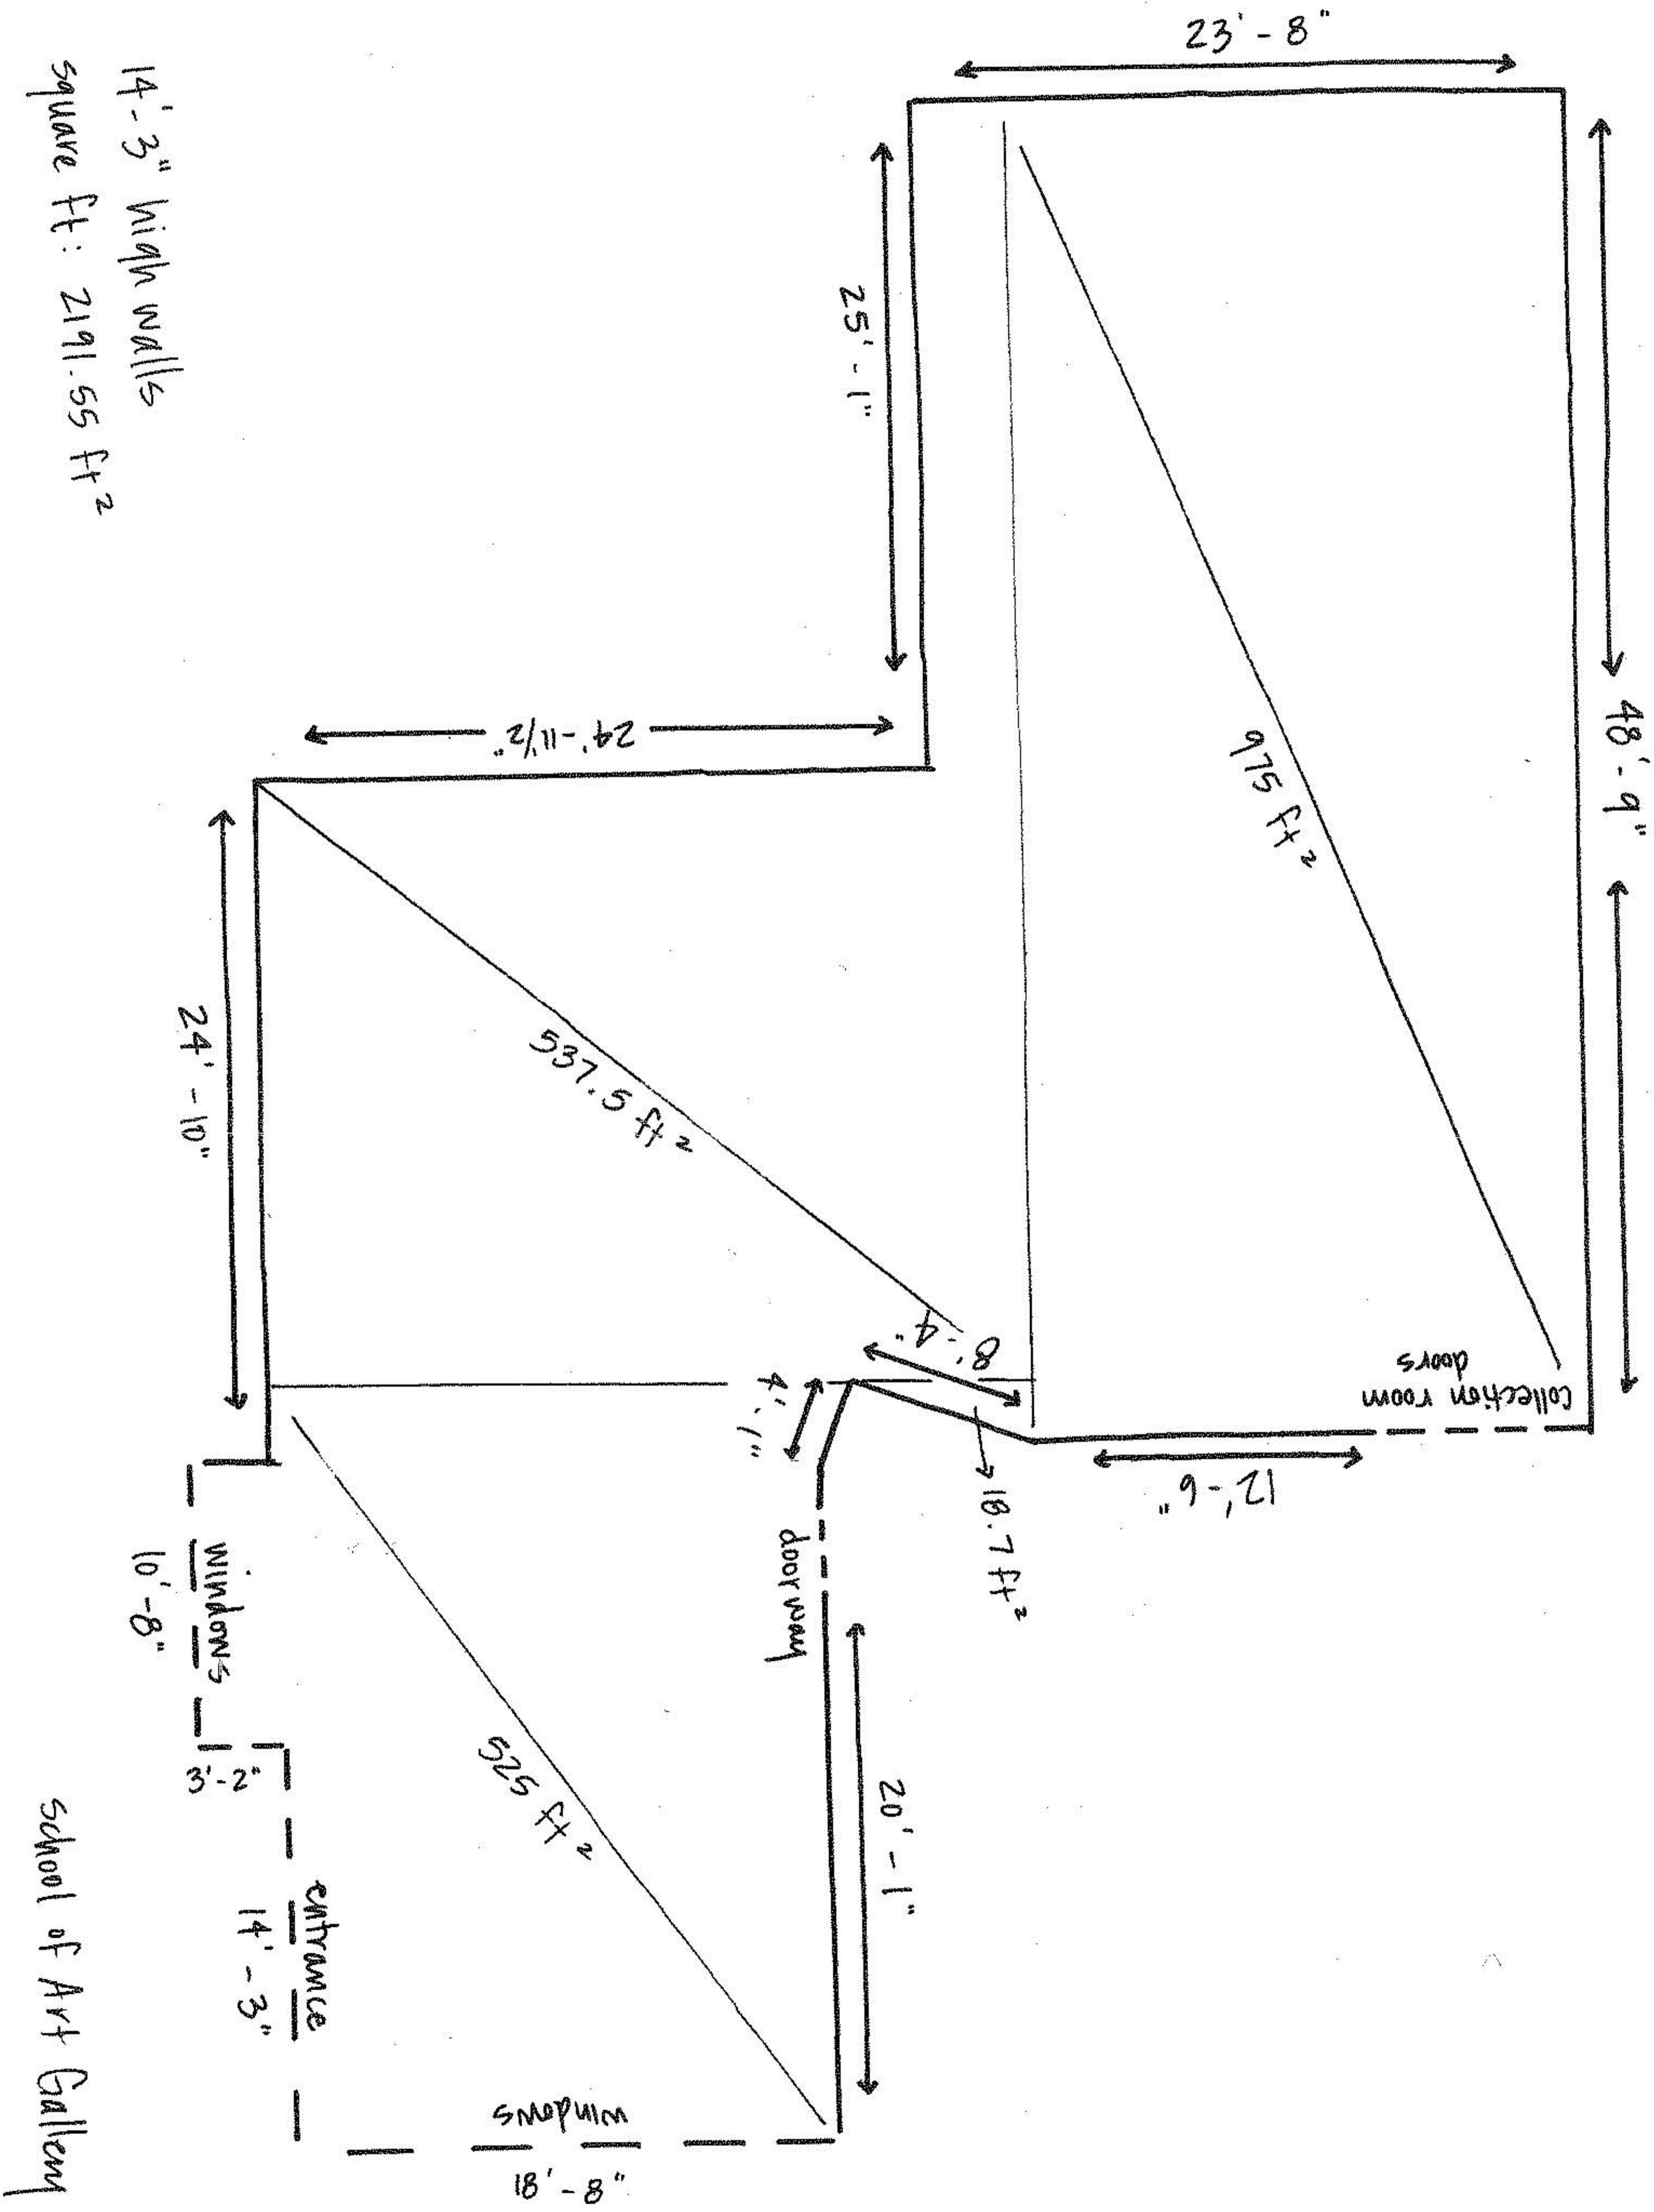 23'-8"
48'-9"
25'-1"
975 ft²
24'-11 1/2"
24'-10"
537.5 ft²
8'-4"
4'-1"
18.7 ft²
collection room
doors
12'-6"
doorway
20'-1"
windows
10'-8"
3'-2"
525 ft²
entrance
14'-3"
windows
18'-8"
14'-3" high walls
square ft: 2191.55 ft²
School of Art Gallery